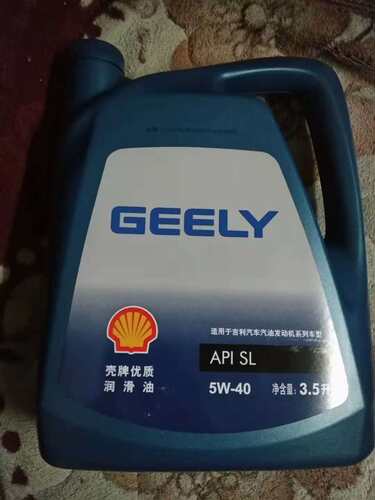 GEELY
适用于吉利汽车汽油发动机系列车型
API SL
5W-40 净含量: 3.5升
壳牌优质
润滑油